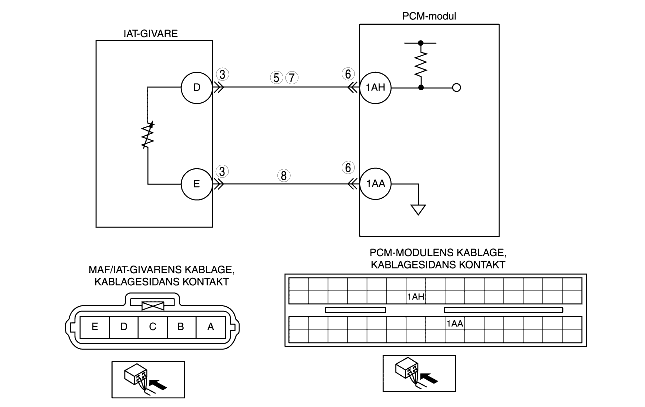 IAT-GIVARE
PCM-modul
D
3
5 7
6
1AH
E
3
8
6
1AA
MAF/IAT-GIVARENS KABLAGE,
KABLAGESIDANS KONTAKT
E D C B A
PCM-MODULENS KABLAGE,
KABLAGESIDANS KONTAKT
1AH
1AA